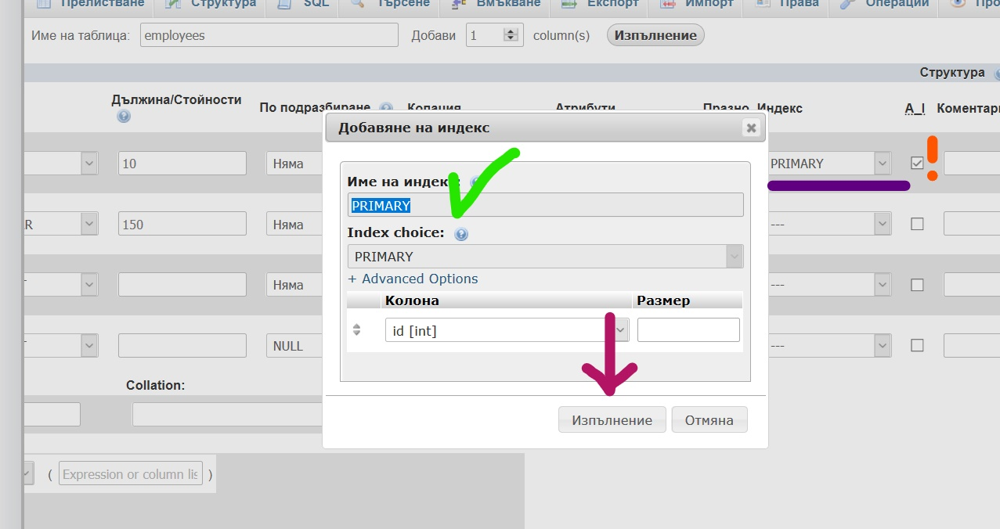 Прелистване Структура SQL Търсене Вмъкване Експорт Импорт Права Операции
Име на таблица: employees Добави 1 column(s) Изпълнение
Структура
Дължина/Стойности По подразбиране Колация Атрибути Празно Индекс A_I Коментари
10 Няма PRIMARY
R 150 Няма ---
Няма ---
NULL ---
Collation:
( Expression or column lis )
Добавяне на индекс
Име на индекс:
PRIMARY
Index choice:
PRIMARY
+ Advanced Options
Колона Размер
id [int]
Изпълнение Отмяна